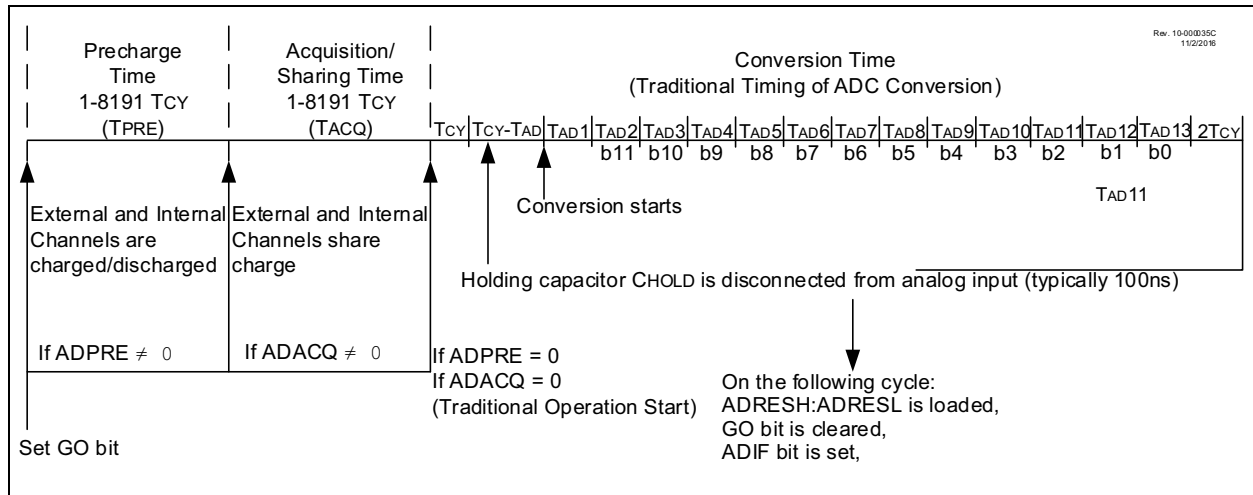 Rev. 10-000035C
11/2/2016
Precharge
Time
1-8191 TCY
(TPRE)
Acquisition/
Sharing Time
1-8191 TCY
(TACQ)
Conversion Time
(Traditional Timing of ADC Conversion)
TCY TCY-TAD TAD1 TAD2 TAD3 TAD4 TAD5 TAD6 TAD7 TAD8 TAD9 TAD10 TAD11 TAD12 TAD13 2TCY
b11 b10 b9 b8 b7 b6 b5 b4 b3 b2 b1 b0
TAD11
External and Internal
Channels are
charged/discharged
External and Internal
Channels share
charge
Conversion starts
Holding capacitor CHOLD is disconnected from analog input (typically 100ns)
If ADPRE ≠ 0
If ADACQ ≠ 0
If ADPRE = 0
If ADACQ = 0
(Traditional Operation Start)
On the following cycle:
ADRESH:ADRESL is loaded,
GO bit is cleared,
ADIF bit is set,
Set GO bit